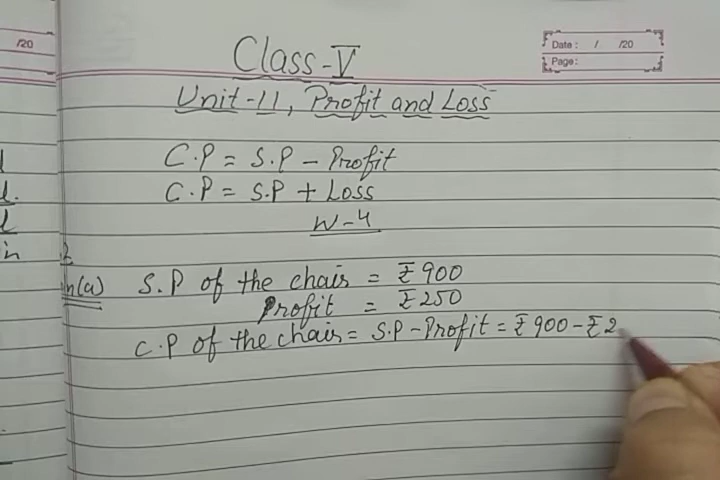 /20
Date: / /20
Page:
Class-V
Unit-11, Profit and Loss
C.P = S.P - Profit
C.P = S.P + Loss
W-4
n(a) S.P of the chair = ₹900
Profit = ₹250
C.P of the chair = S.P - Profit = ₹900 - ₹2